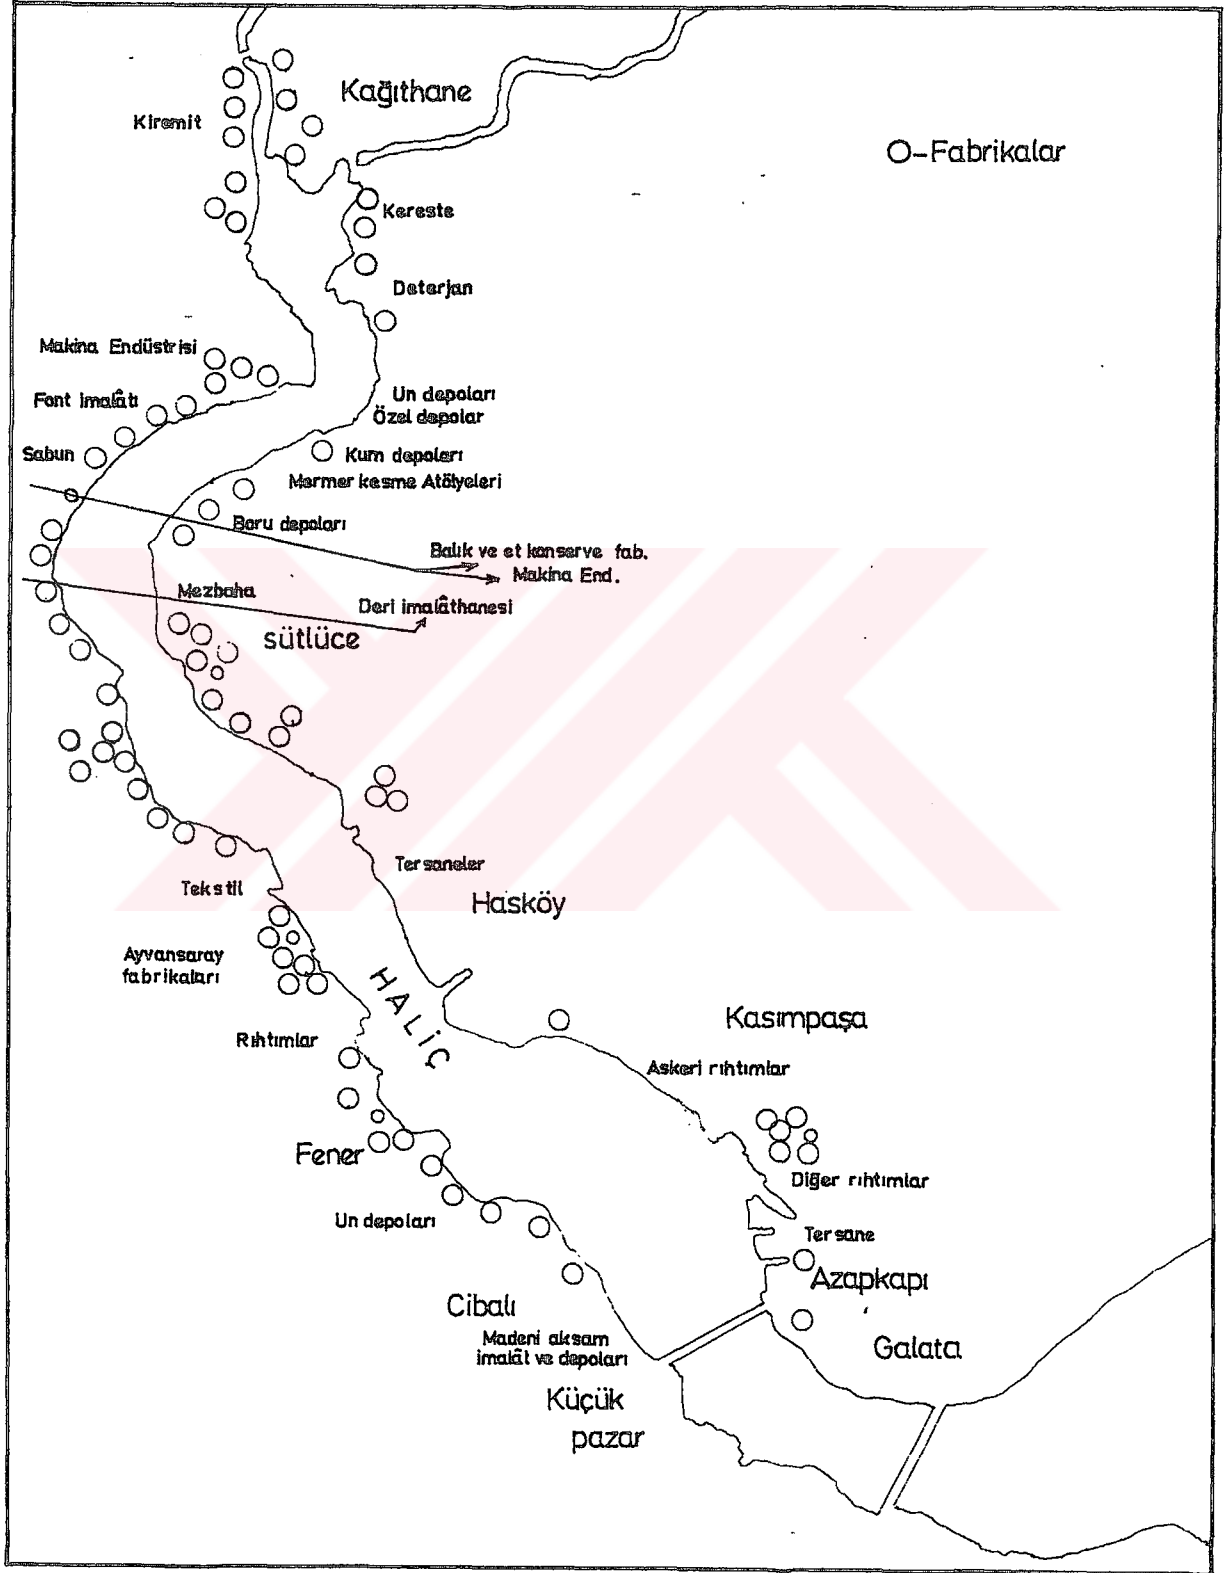 Kağıthane
Kiremit
O-Fabrikalar
Kereste
Deterjan
Makina Endüstrisi
Un depoları
Özel depolar
Font imalâtı
Sabun
Kum depoları
Mermer kesme Atölyeleri
Boru depoları
Balık ve et konserve fab.
Makina End.
Mezbaha
Deri imalâthanesi
sütlüce
Tersaneler
Tekstil
Hasköy
Ayvansaray
fabrikaları
HALİÇ
Kasımpaşa
Rıhtımlar
Askeri rıhtımlar
Fener
Diğer rıhtımlar
Un depoları
Tersane
Azapkapı
Cibalı
Madeni aksam
imalât ve depoları
Galata
Küçük
pazar